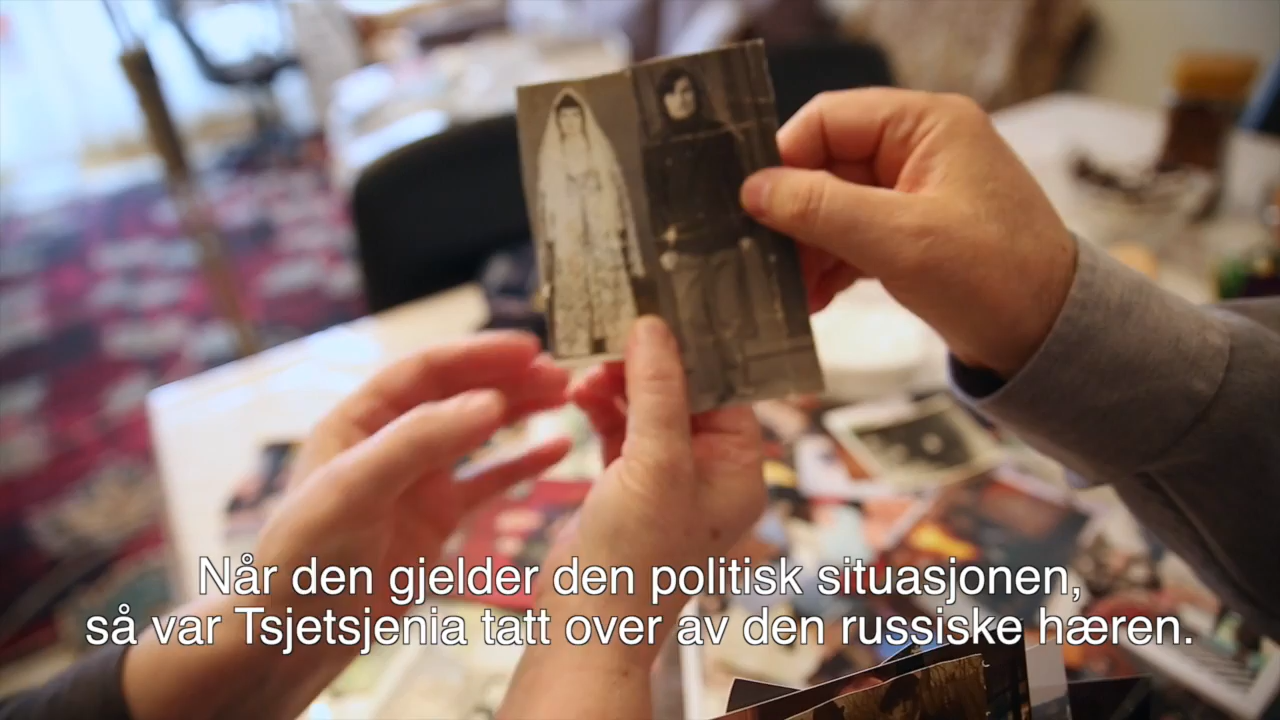 Når den gjelder den politisk situasjonen,
så var Tsjetsjenia tatt over av den russiske hæren.